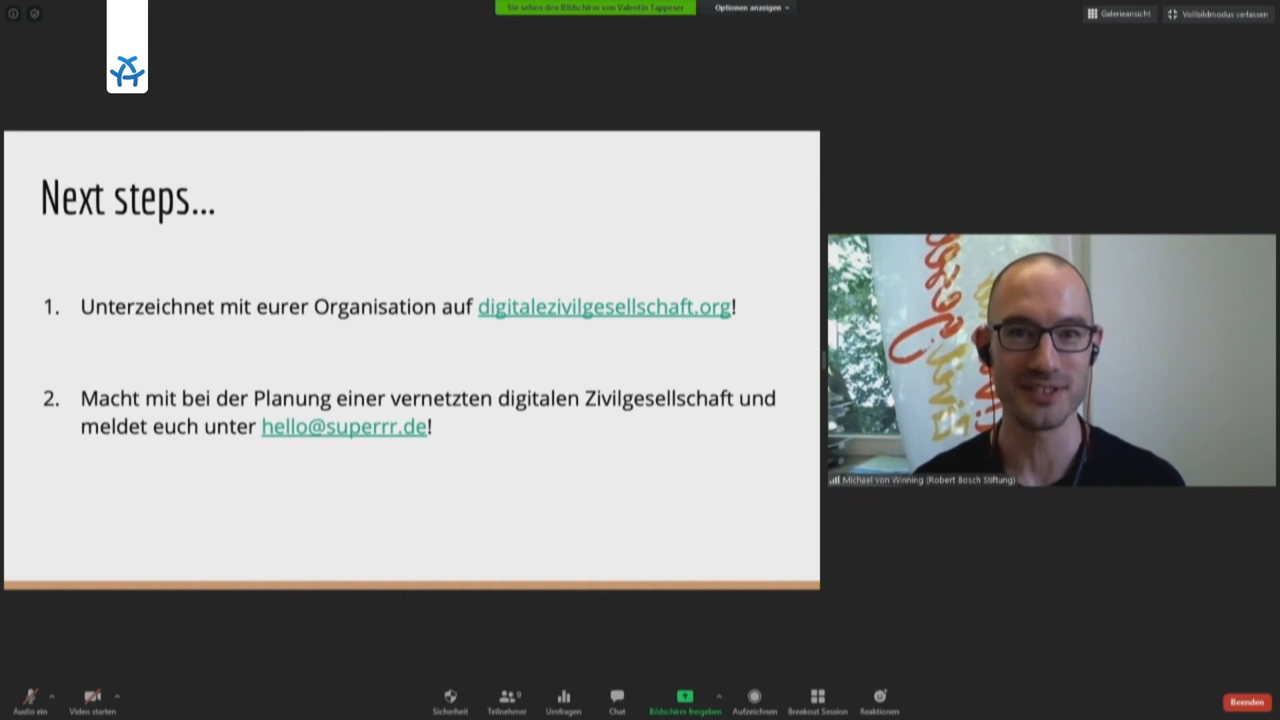 Sie sehen den Bildschirm von Valentin Tappeser
Optionen anzeigen
Galerieansicht
Vollbildmodus verlassen
Next steps...
1. Unterzeichnet mit eurer Organisation auf digitalezivilgesellschaft.org!
2. Macht mit bei der Planung einer vernetzten digitalen Zivilgesellschaft und
meldet euch unter hello@superrr.de!
Michael von Winning (Robert Bosch Stiftung)
Audio ein
Video starten
Sicherheit
9
Teilnehmer
Umfragen
Chat
Bildschirm freigeben
Aufzeichnen
Breakout Session
Reaktionen
Beenden